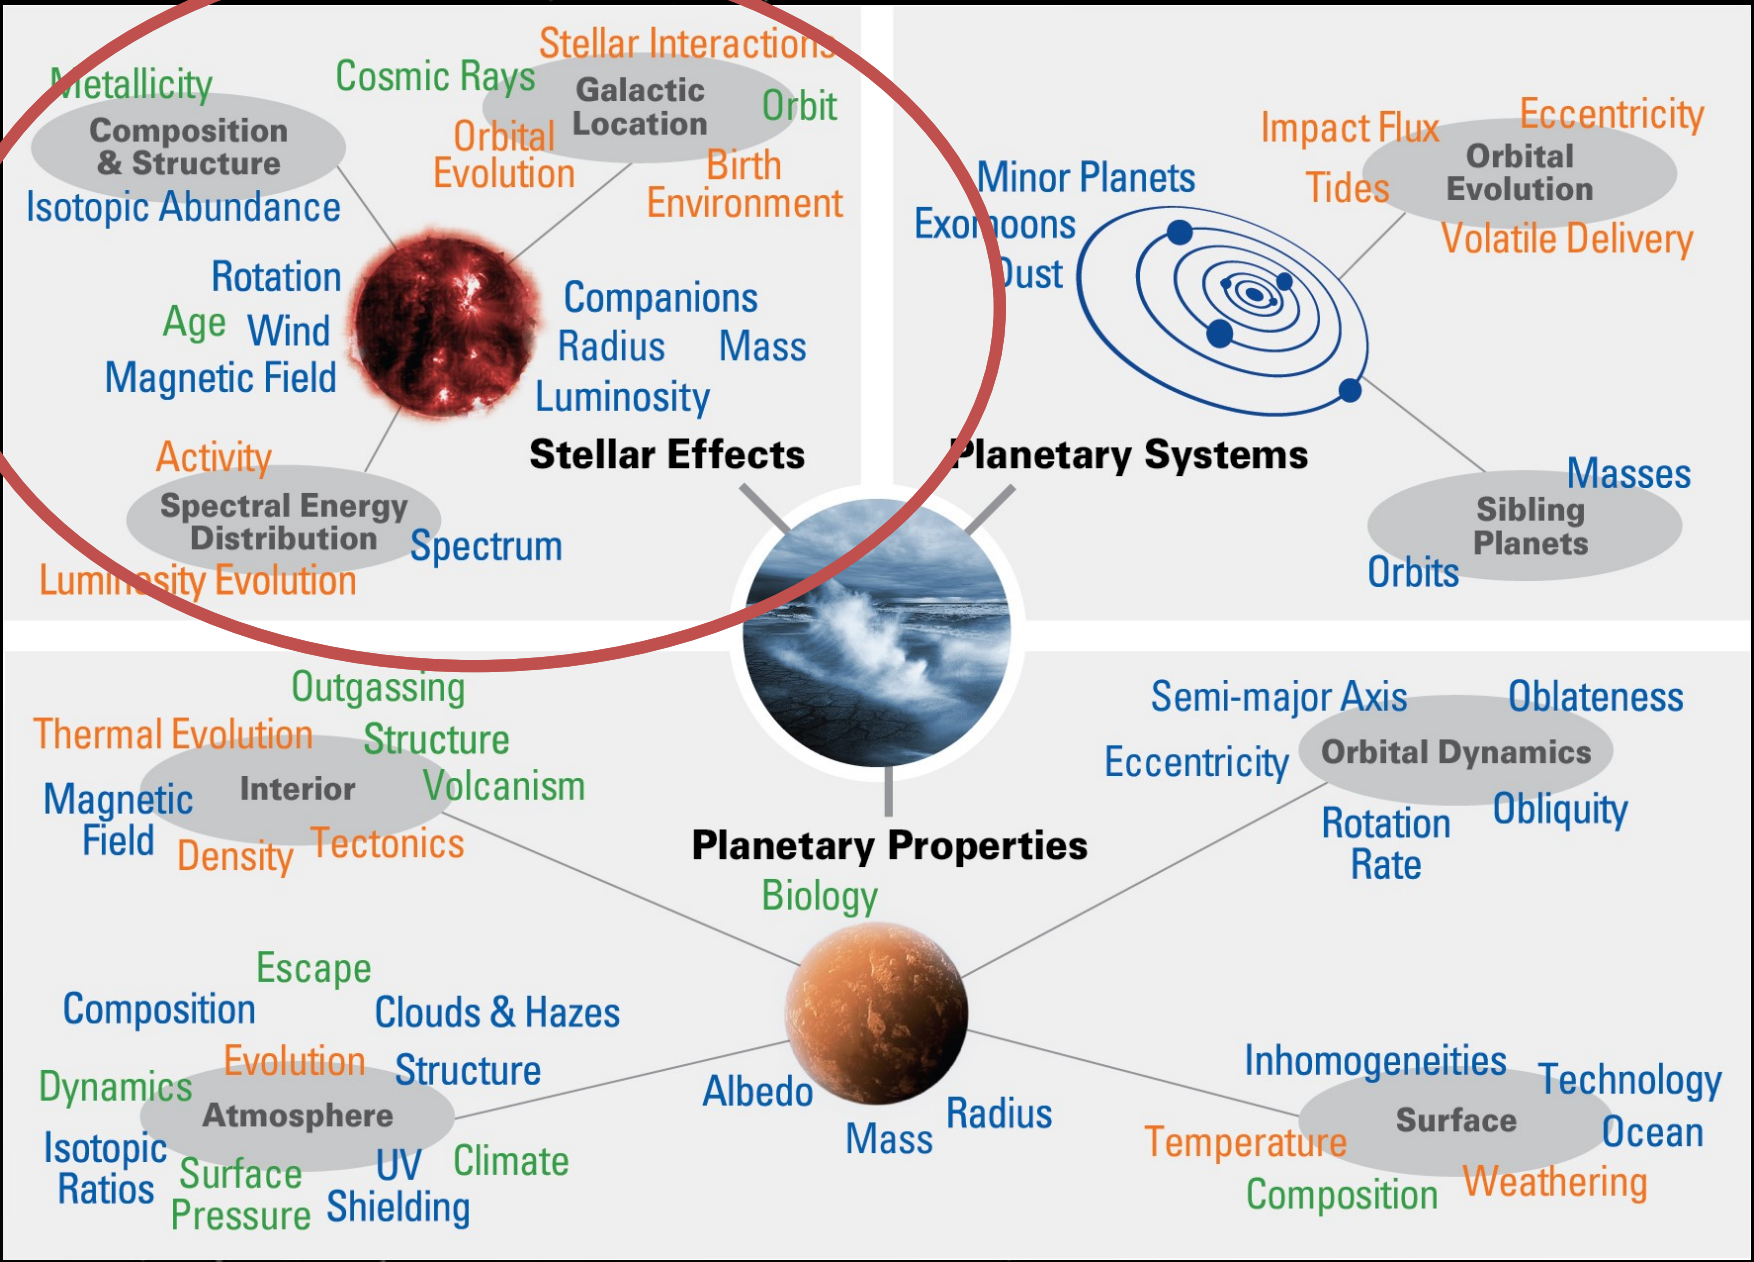 Stellar Interactions
Metallicity
Cosmic Rays
Galactic
Location
Orbit
Composition
& Structure
Orbital
Evolution
Birth
Environment
Isotopic Abundance
Rotation
Age
Wind
Magnetic Field
Companions
Radius
Mass
Luminosity
Activity
Spectral Energy
Distribution
Spectrum
Luminosity Evolution
Stellar Effects
Eccentricity
Impact Flux
Orbital
Evolution
Tides
Volatile Delivery
Minor Planets
Exomoons
Dust
Planetary Systems
Masses
Sibling
Planets
Orbits
Outgassing
Thermal Evolution
Structure
Interior
Volcanism
Magnetic
Field
Density
Tectonics
Planetary Properties
Biology
Semi-major Axis
Oblateness
Orbital Dynamics
Eccentricity
Obliquity
Rotation
Rate
Escape
Composition
Clouds & Hazes
Evolution
Structure
Dynamics
Atmosphere
Isotopic
Ratios
Surface
Pressure
UV
Shielding
Climate
Albedo
Mass
Radius
Inhomogeneities
Technology
Surface
Ocean
Temperature
Weathering
Composition